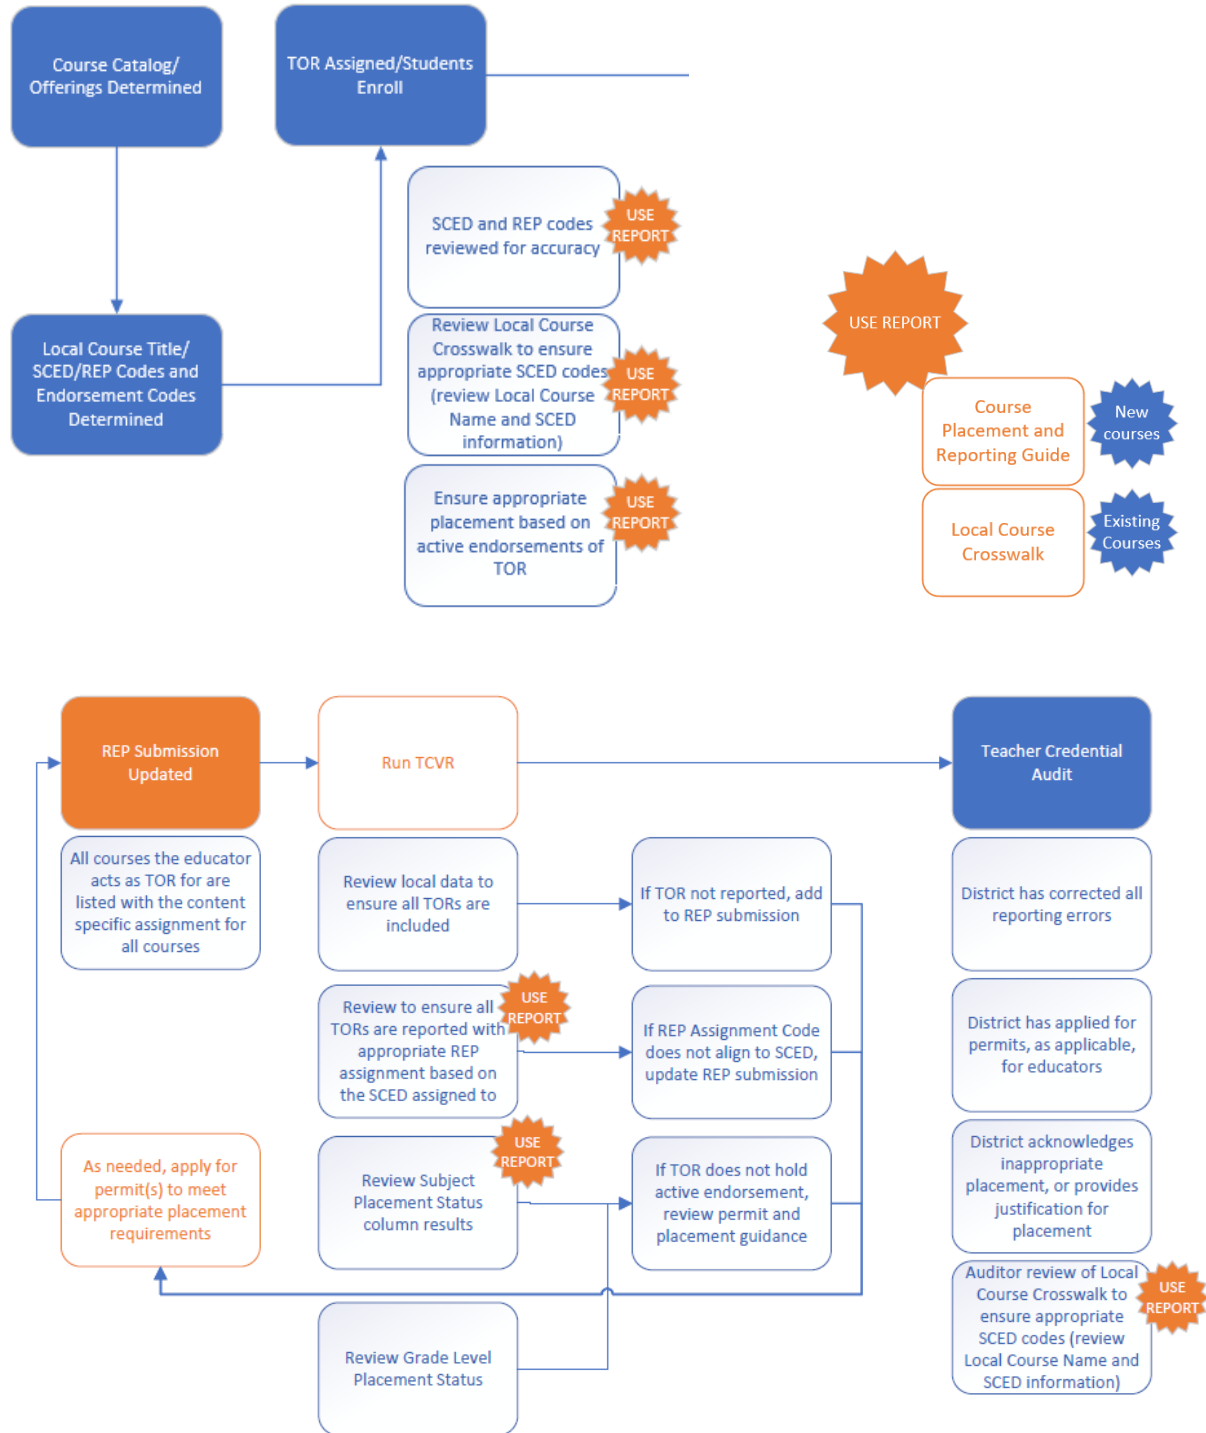 Course Catalog/
Offerings Determined
TOR Assigned/Students
Enroll
SCED and REP codes
reviewed for accuracy
USE
REPORT
Local Course Title/
SCED/REP Codes and
Endorsement Codes
Determined
Review Local Course
Crosswalk to ensure
appropriate SCED codes
(review Local Course
Name and SCED
information)
USE
REPORT
Ensure appropriate
placement based on
active endorsements of
TOR
USE
REPORT
USE REPORT
Course
Placement and
Reporting Guide
New
courses
Local Course
Crosswalk
Existing
Courses
REP Submission
Updated
Run TCVR
Teacher Credential
Audit
All courses the educator
acts as TOR for are
listed with the content
specific assignment for
all courses
Review local data to
ensure all TORs are
included
If TOR not reported, add
to REP submission
District has corrected all
reporting errors
Review to ensure all
TORs are reported with
appropriate REP
assignment based on
the SCED assigned to
USE
REPORT
If REP Assignment Code
does not align to SCED,
update REP submission
District has applied for
permits, as applicable,
for educators
As needed, apply for
permit(s) to meet
appropriate placement
requirements
Review Subject
Placement Status
column results
USE
REPORT
If TOR does not hold
active endorsement,
review permit and
placement guidance
District acknowledges
inappropriate
placement, or provides
justification for
placement
Review Grade Level
Placement Status
Auditor review of Local
Course Crosswalk to
ensure appropriate
SCED codes (review
Local Course Name and
SCED information)
USE
REPORT